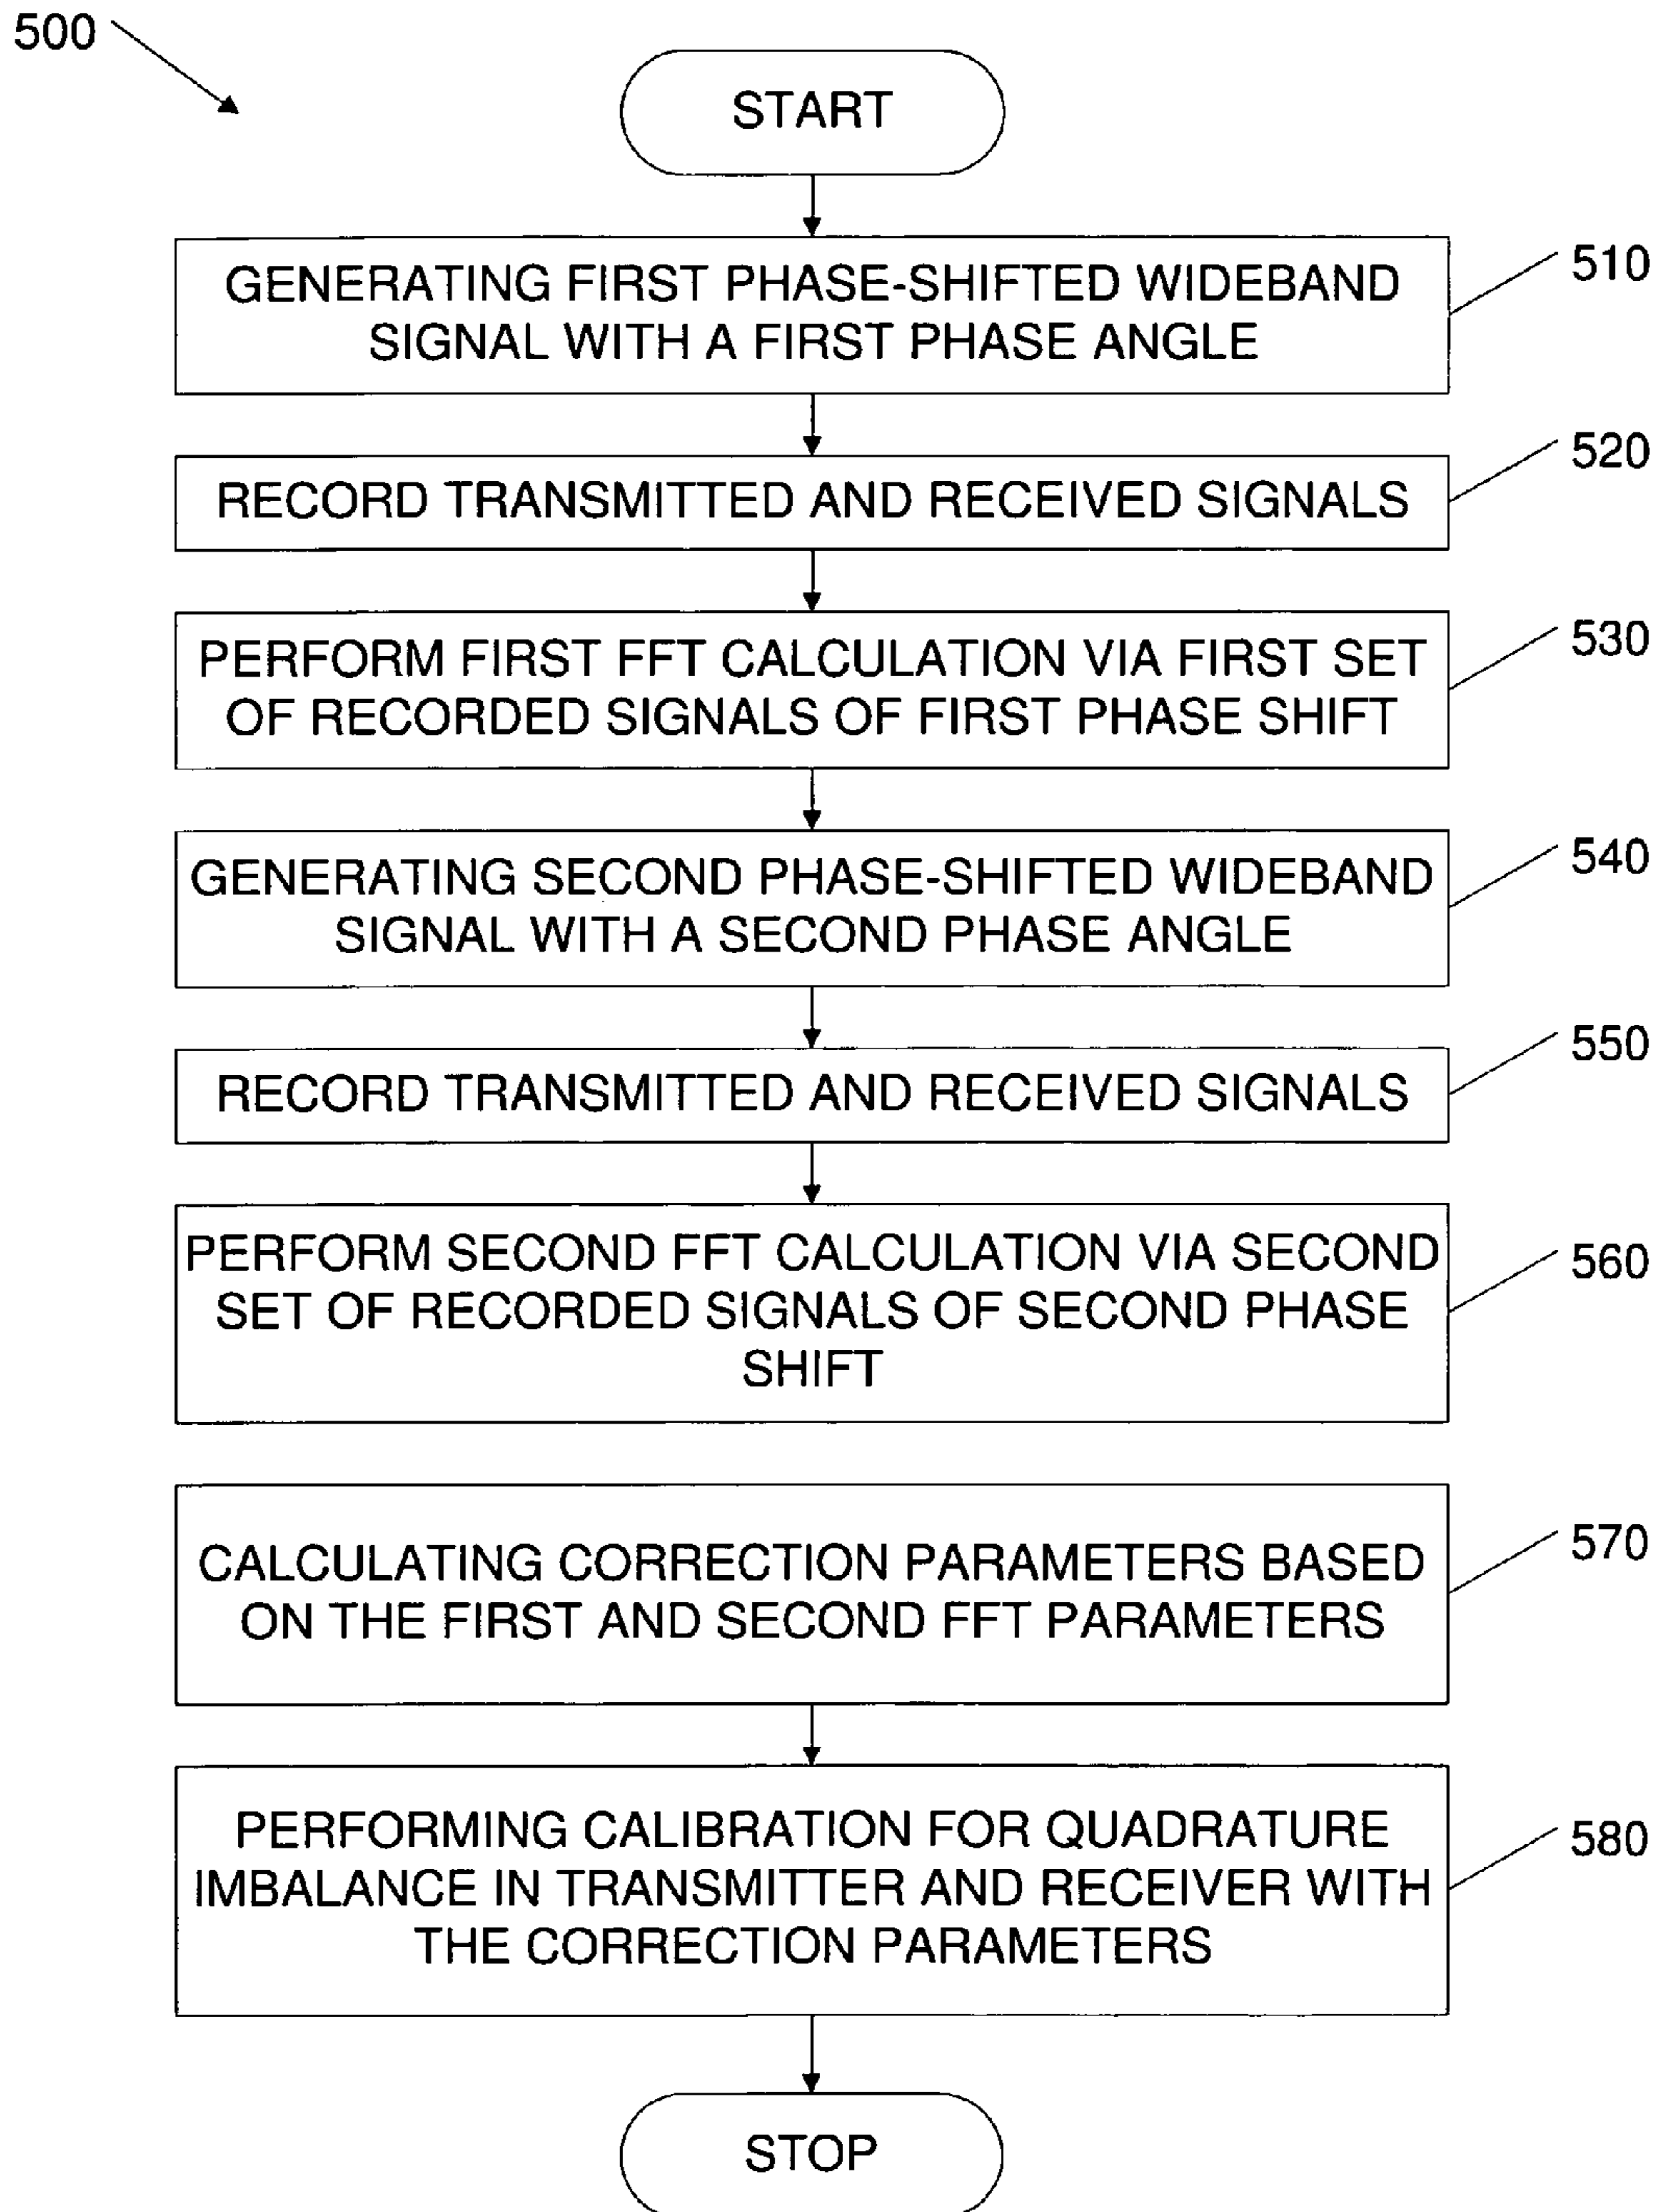 500
START
GENERATING FIRST PHASE-SHIFTED WIDEBAND
SIGNAL WITH A FIRST PHASE ANGLE
510
RECORD TRANSMITTED AND RECEIVED SIGNALS
520
PERFORM FIRST FFT CALCULATION VIA FIRST SET
OF RECORDED SIGNALS OF FIRST PHASE SHIFT
530
GENERATING SECOND PHASE-SHIFTED WIDEBAND
SIGNAL WITH A SECOND PHASE ANGLE
540
RECORD TRANSMITTED AND RECEIVED SIGNALS
550
PERFORM SECOND FFT CALCULATION VIA SECOND
SET OF RECORDED SIGNALS OF SECOND PHASE
SHIFT
560
CALCULATING CORRECTION PARAMETERS BASED
ON THE FIRST AND SECOND FFT PARAMETERS
570
PERFORMING CALIBRATION FOR QUADRATURE
IMBALANCE IN TRANSMITTER AND RECEIVER WITH
THE CORRECTION PARAMETERS
580
STOP